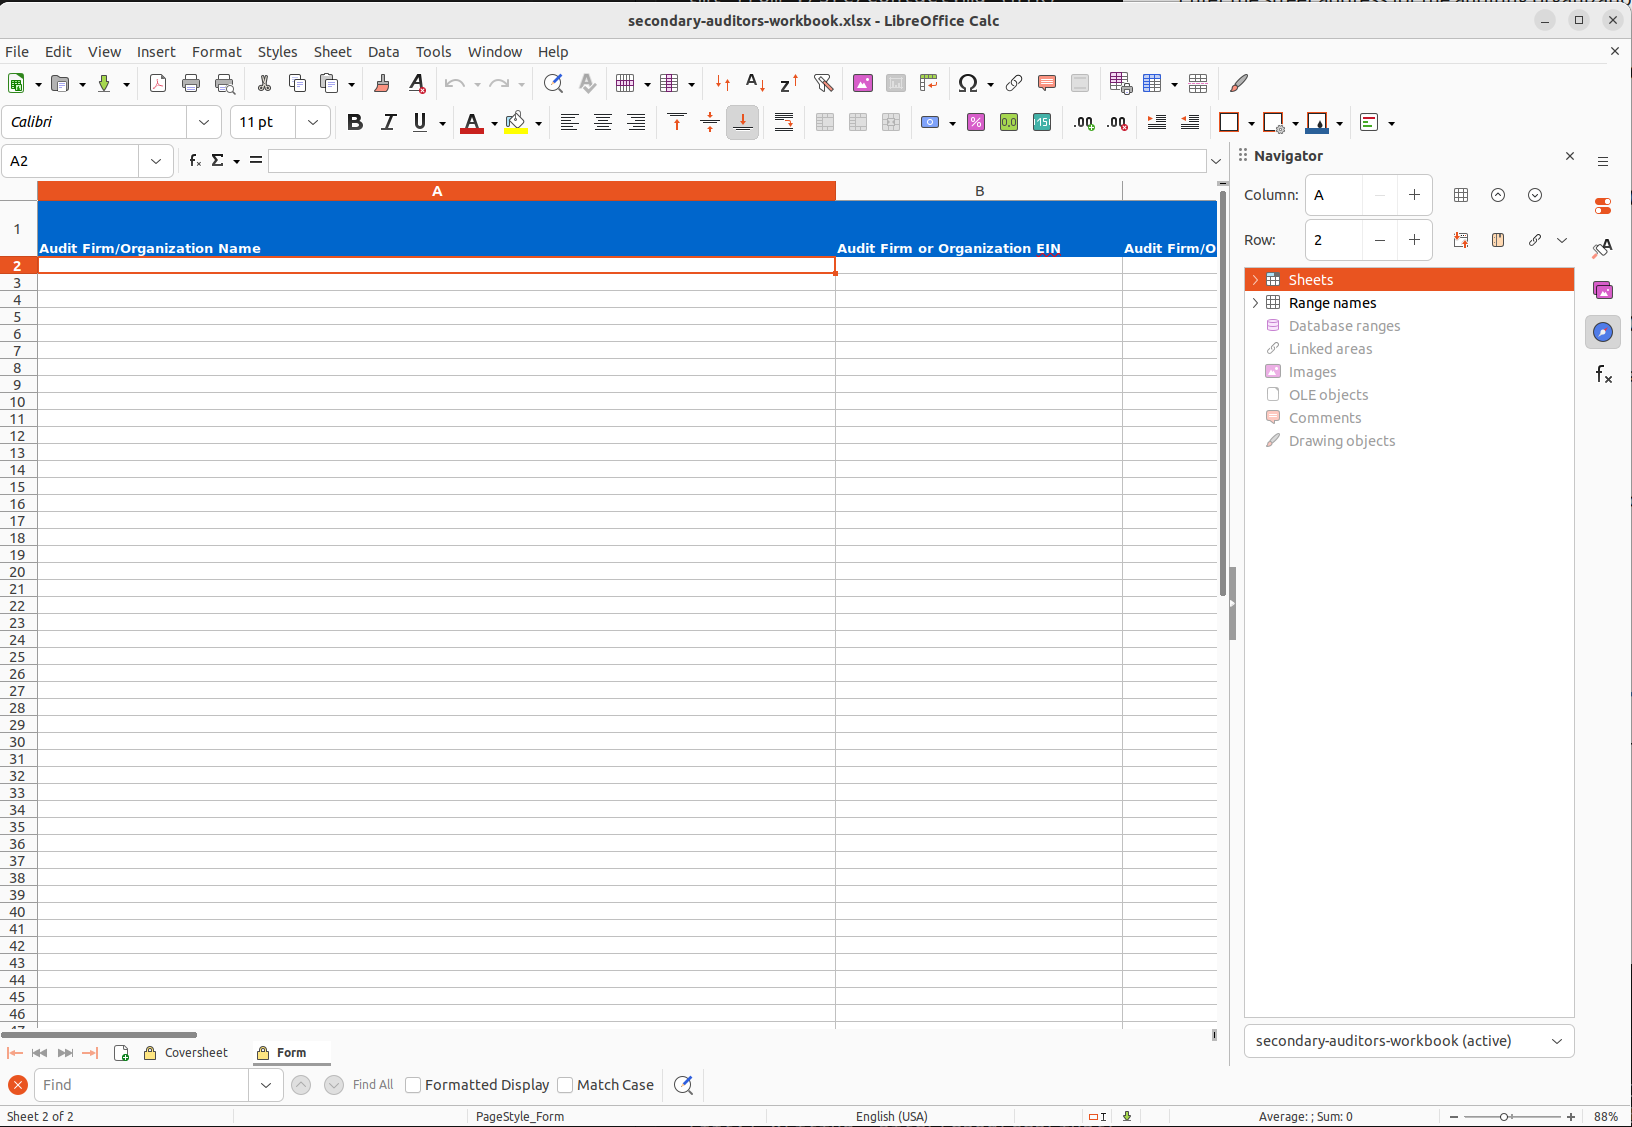 secondary-auditors-workbook.xlsx - LibreOffice Calc
File Edit View Insert Format Styles Sheet Data Tools Window Help
Calibri 11 pt
A2
Navigator
Column: A
Row: 2
A B
1 Audit Firm/Organization Name Audit Firm or Organization EIN Audit Firm/O
2
3
4
5
6
7
8
9
10
11
12
13
14
15
16
17
18
19
20
21
22
23
24
25
26
27
28
29
30
31
32
33
34
35
36
37
38
39
40
41
42
43
44
45
46
Sheets
Range names
Database ranges
Linked areas
Images
OLE objects
Comments
Drawing objects
secondary-auditors-workbook (active)
Coversheet Form
Find Find All Formatted Display Match Case
Sheet 2 of 2 PageStyle_Form English (USA) Average: ; Sum: 0 88%